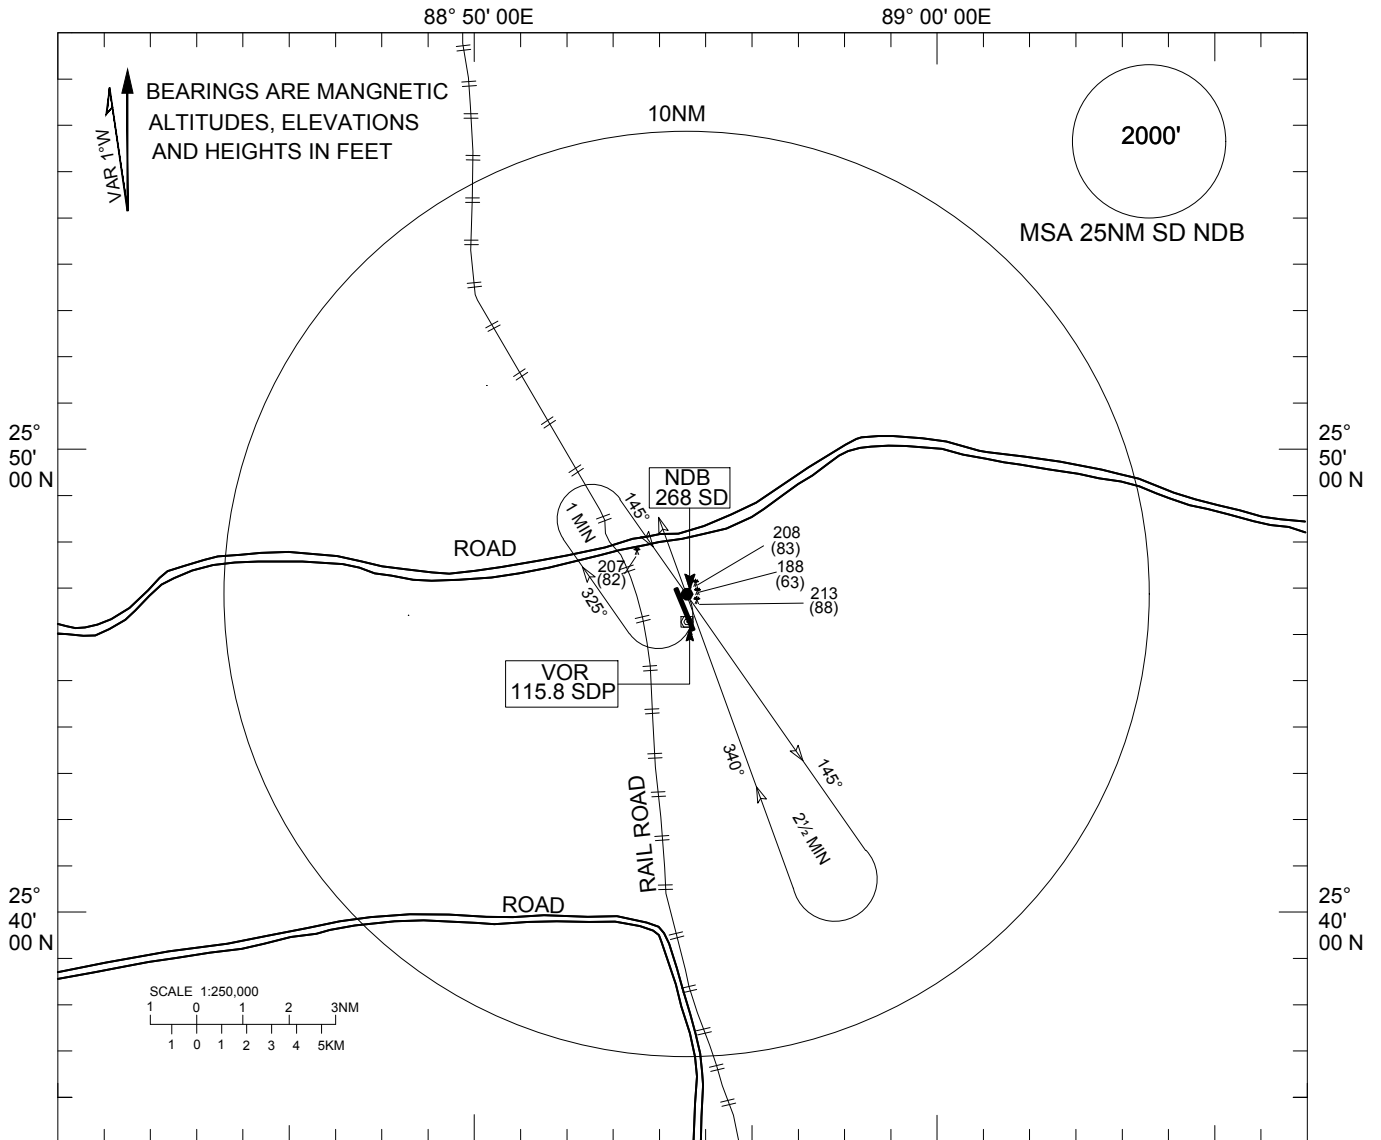 88° 50' 00E
89° 00' 00E
BEARINGS ARE MANGNETIC
ALTITUDES, ELEVATIONS
AND HEIGHTS IN FEET
VAR 1°W
10NM
2000'
MSA 25NM SD NDB
25°
50'
00 N
25°
50'
00 N
NDB
268 SD
145°
1 MIN
ROAD
207
(82)
325°
208
(83)
188
(63)
213
(88)
VOR
115.8 SDP
340°
145°
2½ MIN
RAIL ROAD
25°
40'
00 N
25°
40'
00 N
ROAD
SCALE 1:250,000
1 0 1 2 3NM
1 0 1 2 3 4 5KM